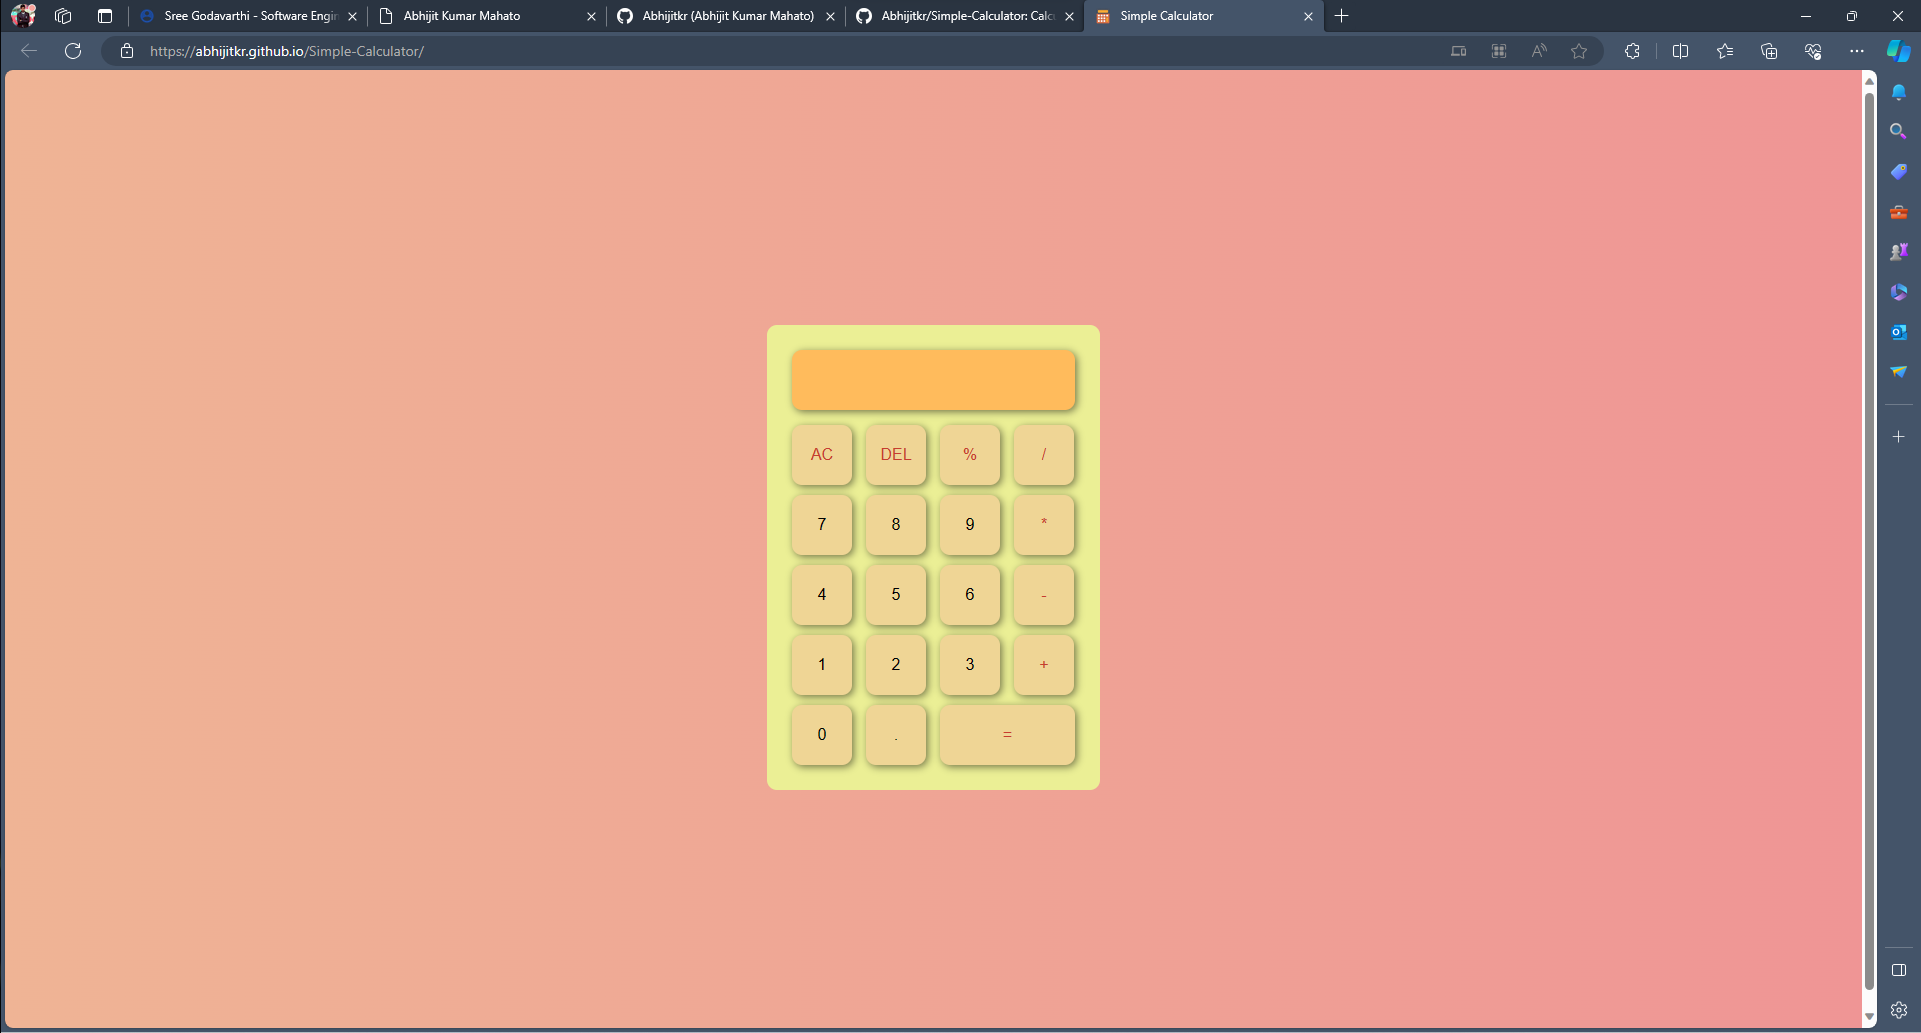 Sree Godavarthi - Software Engin
Abhijit Kumar Mahato
Abhijitkr (Abhijit Kumar Mahato)
Abhijitkr/Simple-Calculator: Calc
Simple Calculator
https://abhijitkr.github.io/Simple-Calculator/
AC DEL % /
7 8 9 *
4 5 6 -
1 2 3 +
0 . =